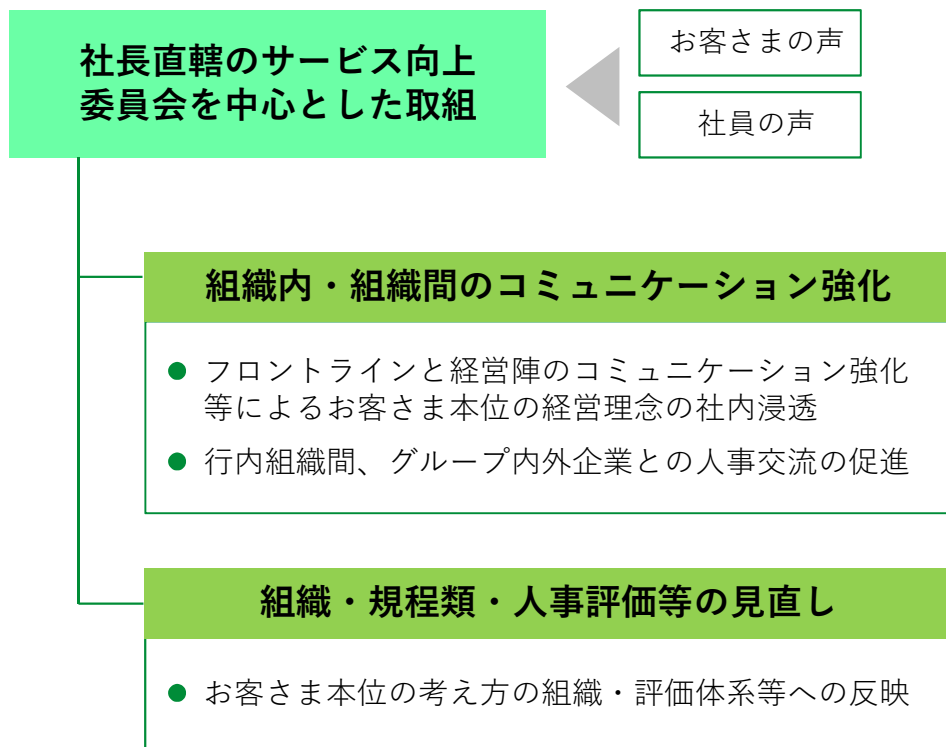 社長直轄のサービス向上
委員会を中心とした取組
お客さまの声
社員の声
組織内・組織間のコミュニケーション強化
● フロントラインと経営陣のコミュニケーション強化
等によるお客さま本位の経営理念の社内浸透
● 行内組織間、グループ内外企業との人事交流の促進
組織・規程類・人事評価等の見直し
● お客さま本位の考え方の組織・評価体系等への反映